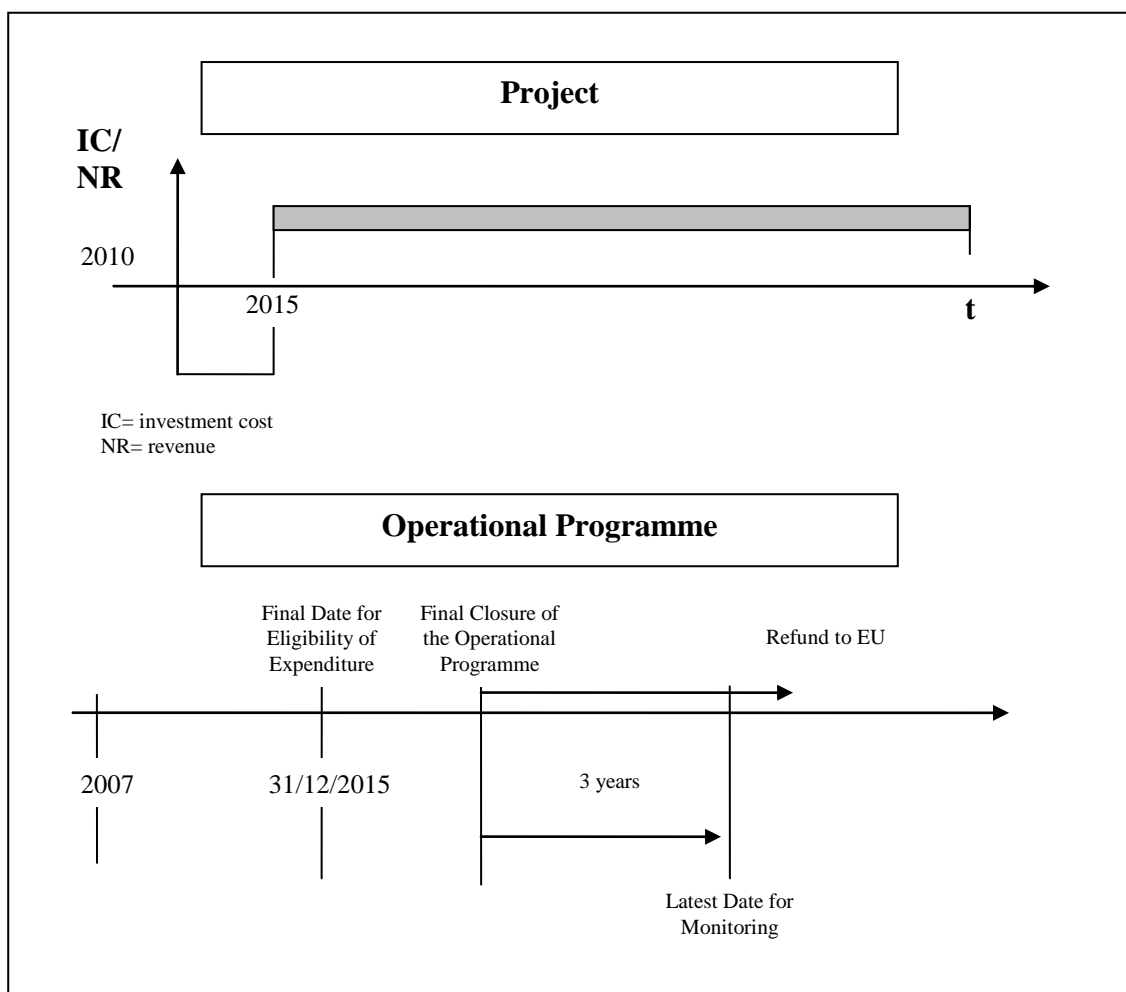 Project
IC/
NR
2010
2015
t
IC= investment cost
NR= revenue
Operational Programme
Final Date for
Eligibility of
Expenditure
Final Closure of
the Operational
Programme
Refund to EU
2007
31/12/2015
3 years
Latest Date for
Monitoring